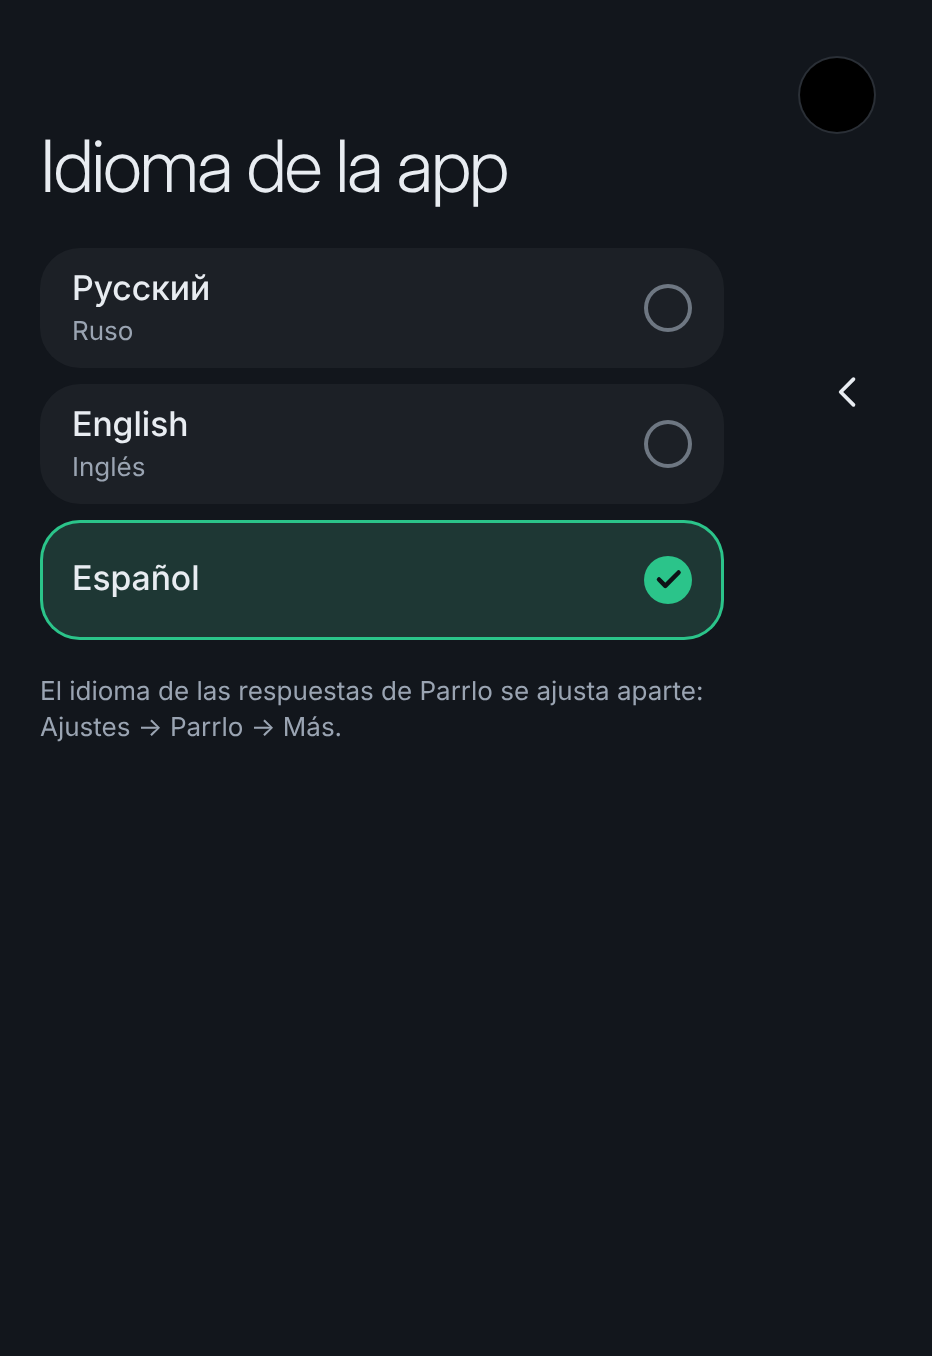 Idioma de la app
Русский
Ruso
English
Inglés
Español
El idioma de las respuestas de Parrlo se ajusta aparte:
Ajustes → Parrlo → Más.